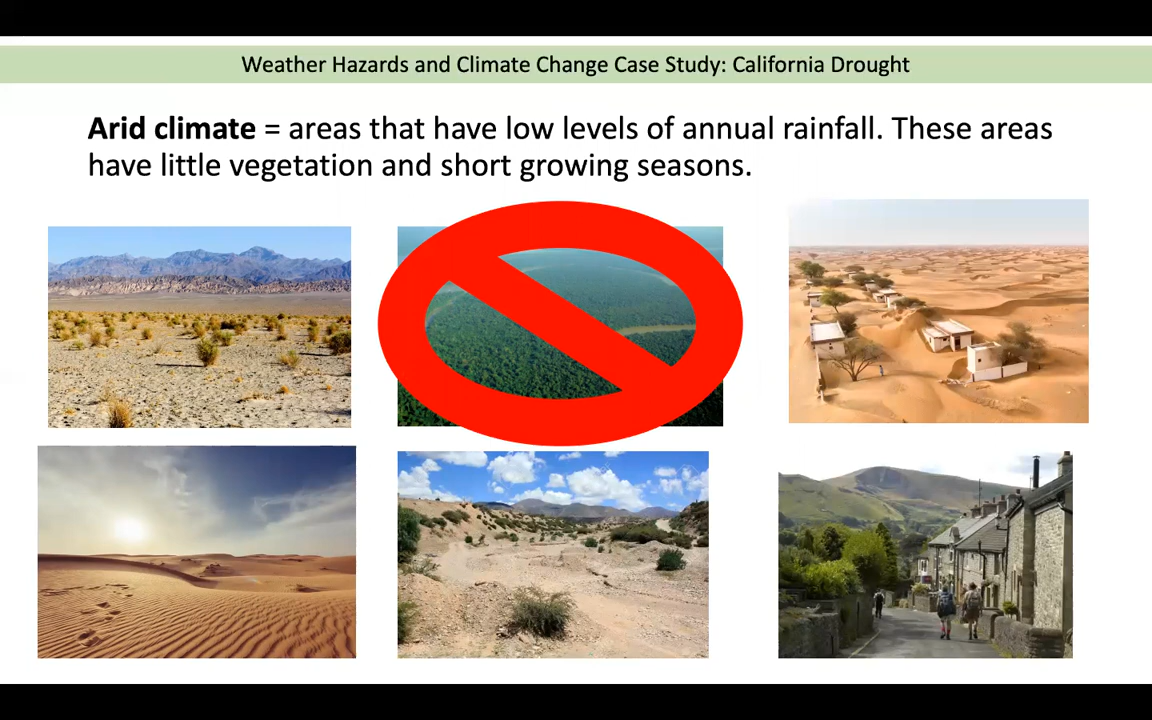 Weather Hazards and Climate Change Case Study: California Drought
Arid climate = areas that have low levels of annual rainfall. These areas
have little vegetation and short growing seasons.